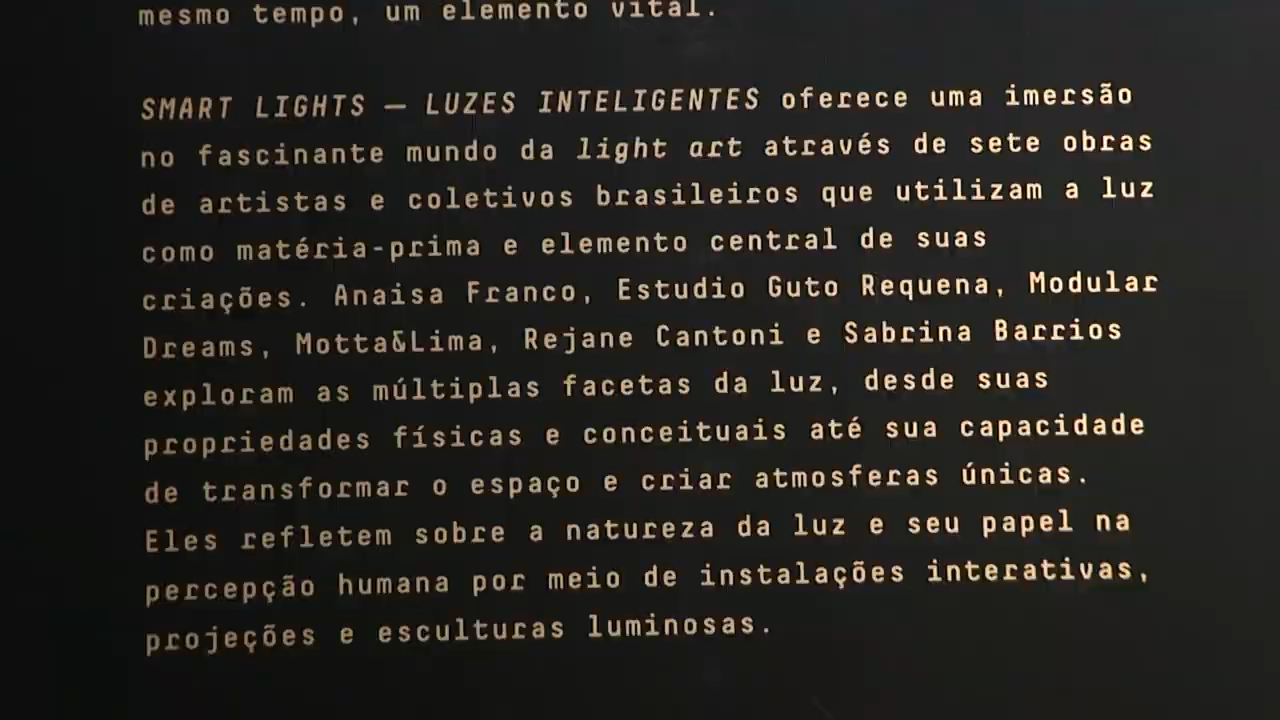 mesmo tempo, um elemento vital.
SMART LIGHTS — LUZES INTELIGENTES oferece uma imersão
no fascinante mundo da light art através de sete obras
de artistas e coletivos brasileiros que utilizam a luz
como matéria-prima e elemento central de suas
criações. Anaisa Franco, Estudio Guto Requena, Modular
Dreams, Motta&Lima, Rejane Cantoni e Sabrina Barrios
exploram as múltiplas facetas da luz, desde suas
propriedades físicas e conceituais até sua capacidade
de transformar o espaço e criar atmosferas únicas.
Eles refletem sobre a natureza da luz e seu papel na
percepção humana por meio de instalações interativas,
projeções e esculturas luminosas.